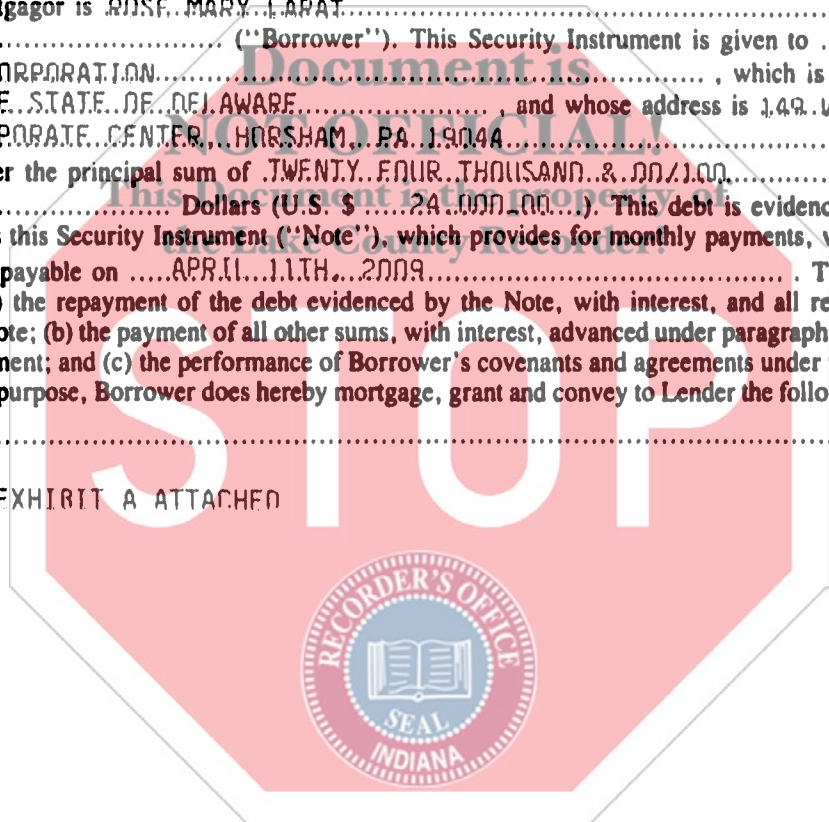 tgagor is ROSE MARY LARAT
("Borrower"). This Security Instrument is given to .
ORPORATION , which is
E STATE OF DELAWARE , and whose address is 149
PORATE CENTER, HORSHAM, PA 19044
er the principal sum of TWENTY FOUR THOUSAND & 00/100
Dollars (U.S. $ 24,000.00 ). This debt is evidenc
s this Security Instrument ("Note"), which provides for monthly payments, v
payable on APRIL 11TH, 2009 . T
) the repayment of the debt evidenced by the Note, with interest, and all re
ote; (b) the payment of all other sums, with interest, advanced under paragraph
ment; and (c) the performance of Borrower's covenants and agreements under
purpose, Borrower does hereby mortgage, grant and convey to Lender the follo
EXHIBIT A ATTACHED
Document is
NOT OFFICIAL!
This Document is the property of
the Lake County Recorder!
STOP
RECORDER'S OFFICE
SEAL
INDIANA